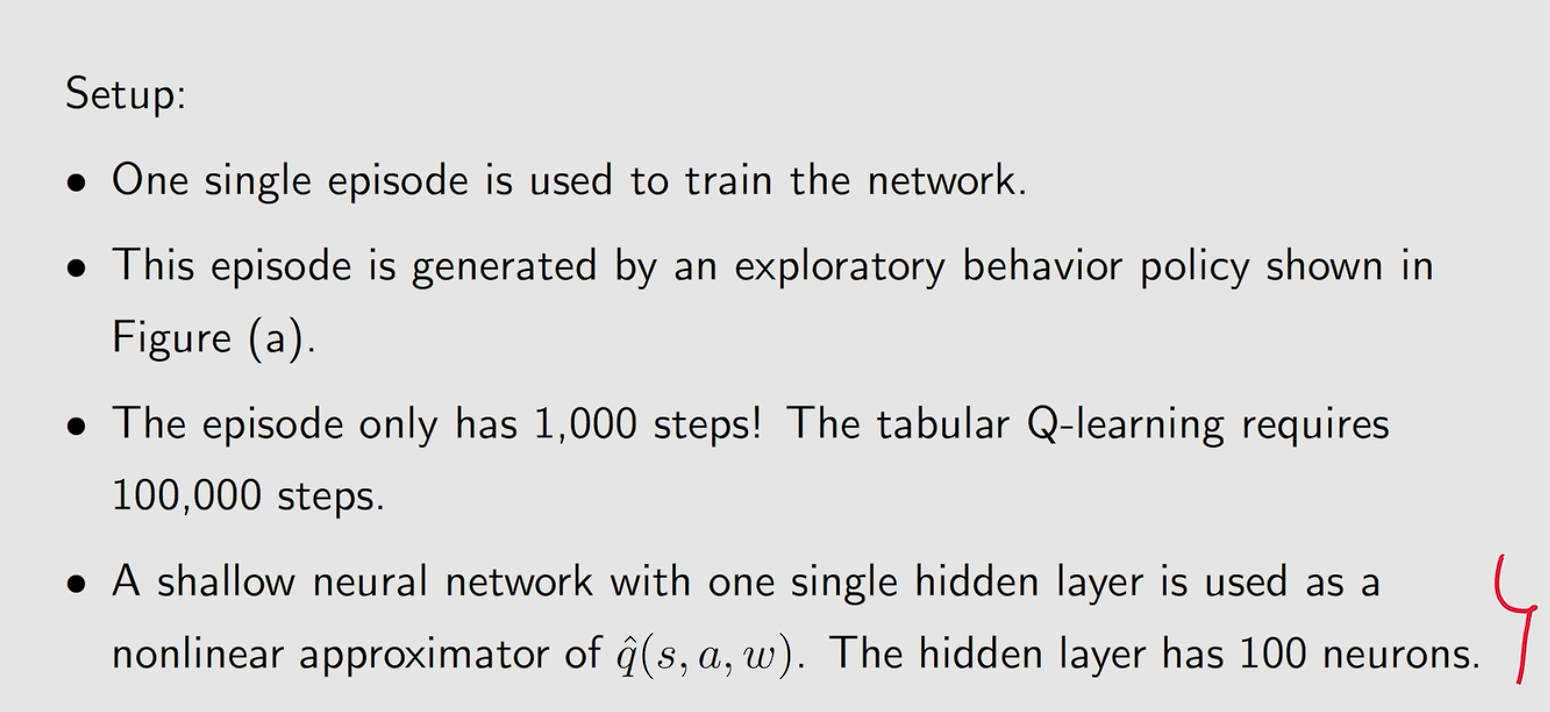 Setup:
• One single episode is used to train the network.
• This episode is generated by an exploratory behavior policy shown in
Figure (a).
• The episode only has 1,000 steps! The tabular Q-learning requires
100,000 steps.
• A shallow neural network with one single hidden layer is used as a
nonlinear approximator of q̂(s, a, w). The hidden layer has 100 neurons.